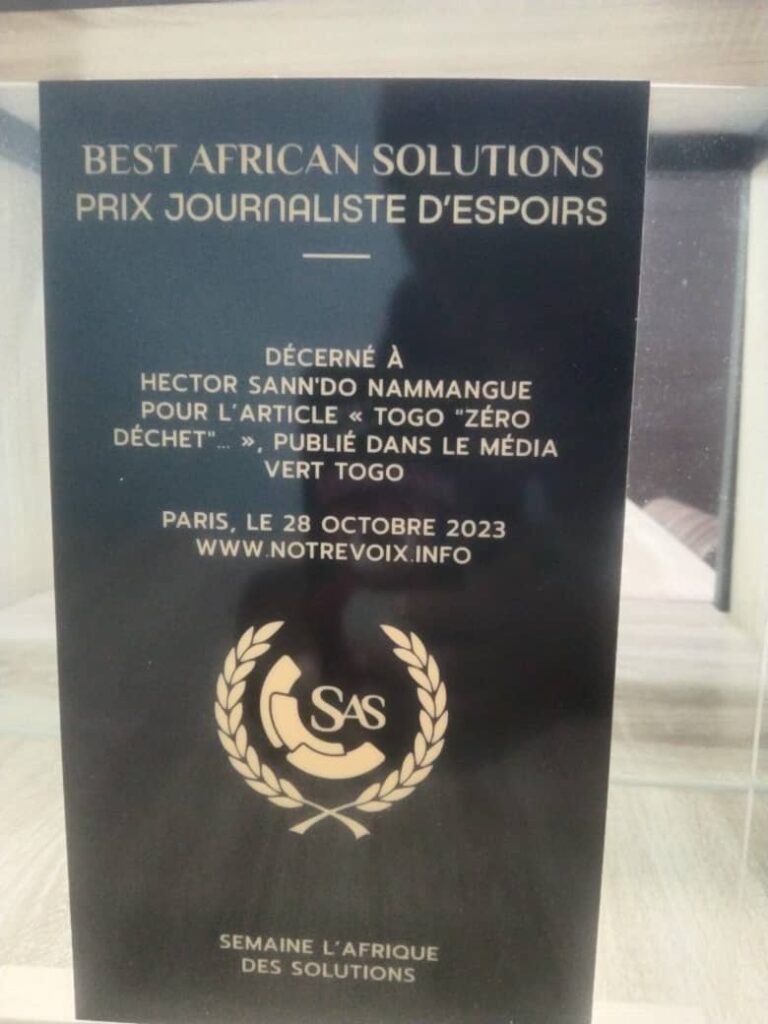 BEST AFRICAN SOLUTIONS
PRIX JOURNALISTE D'ESPOIRS
DÉCERNÉ À
HECTOR SANN'DO NAMMANGUE
POUR L'ARTICLE « TOGO "ZÉRO
DÉCHET"... », PUBLIÉ DANS LE MÉDIA
VERT TOGO
PARIS, LE 28 OCTOBRE 2023
WWW.NOTREVOIX.INFO
SAS
SEMAINE L'AFRIQUE
DES SOLUTIONS